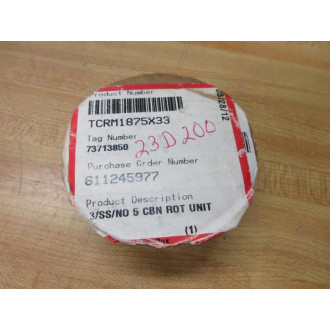 Product Number
TCRM1875X33
Tag Number
73713850
23D200
Purchase Order Number
611245977
Product Description
3/SS/NO 5 CBN ROT UNIT
(1)
/28/12